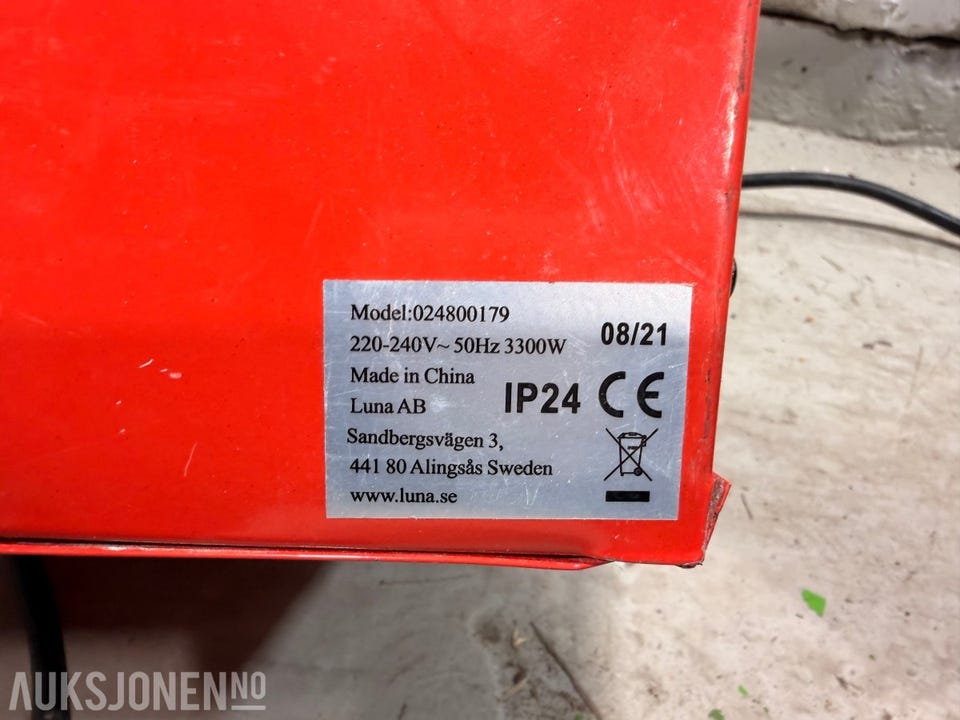 Model:024800179
220-240V~ 50Hz 3300W
08/21
Made in China
Luna AB
IP24 CE
Sandbergsvägen 3,
441 80 Alingsås Sweden
www.luna.se
AUKSJONEN.NO